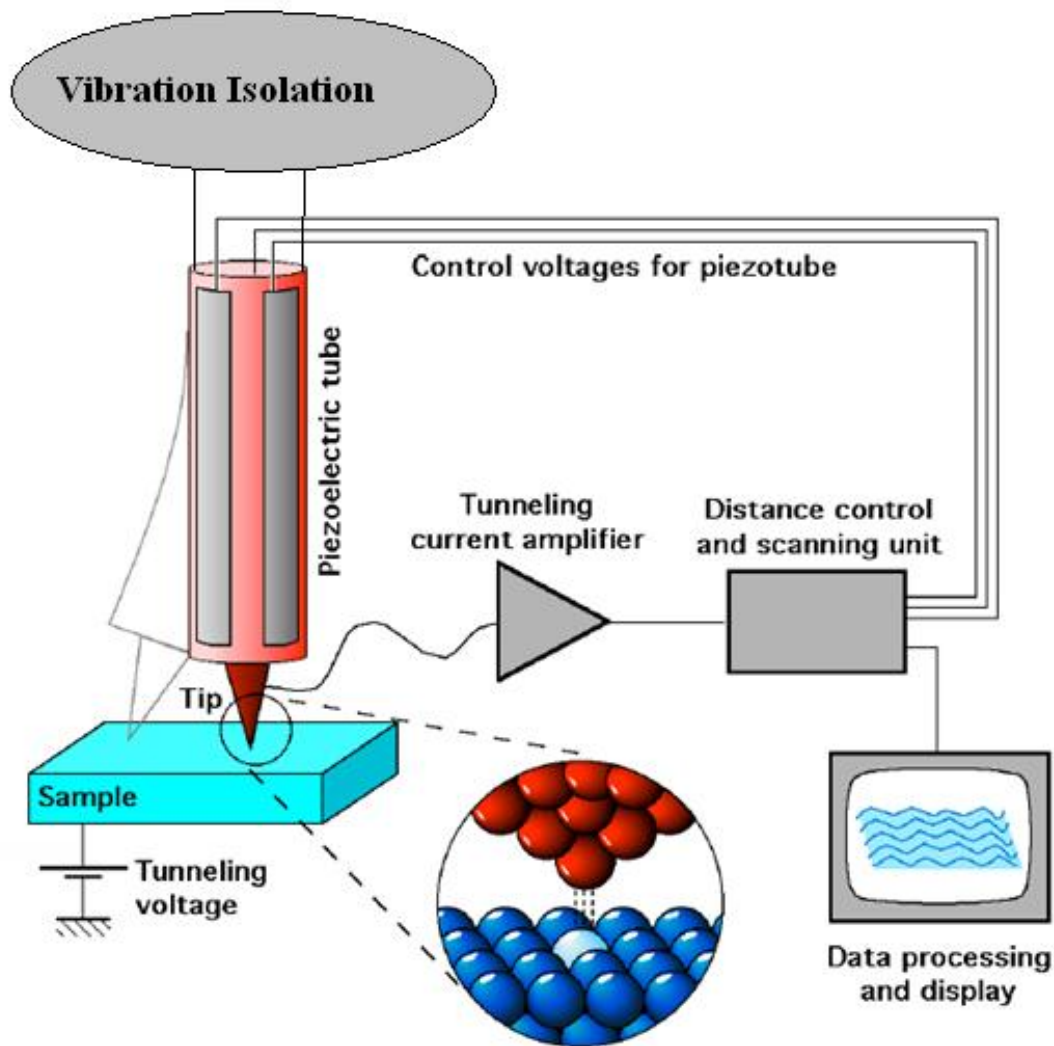 Vibration Isolation
Control voltages for piezotube
Piezoelectric tube
Tunneling
current amplifier
Distance control
and scanning unit
Tip
Sample
Tunneling
voltage
Data processing
and display